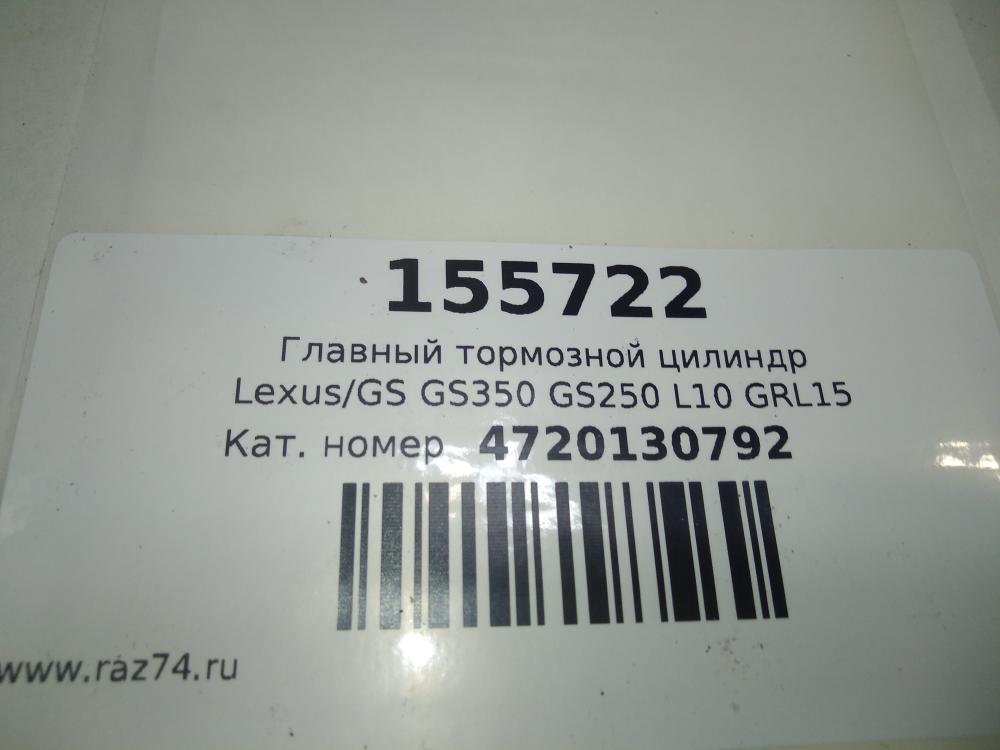 155722
Главный тормозной цилиндр
Lexus/GS GS350 GS250 L10 GRL15
Кат. номер 4720130792
www.raz74.ru